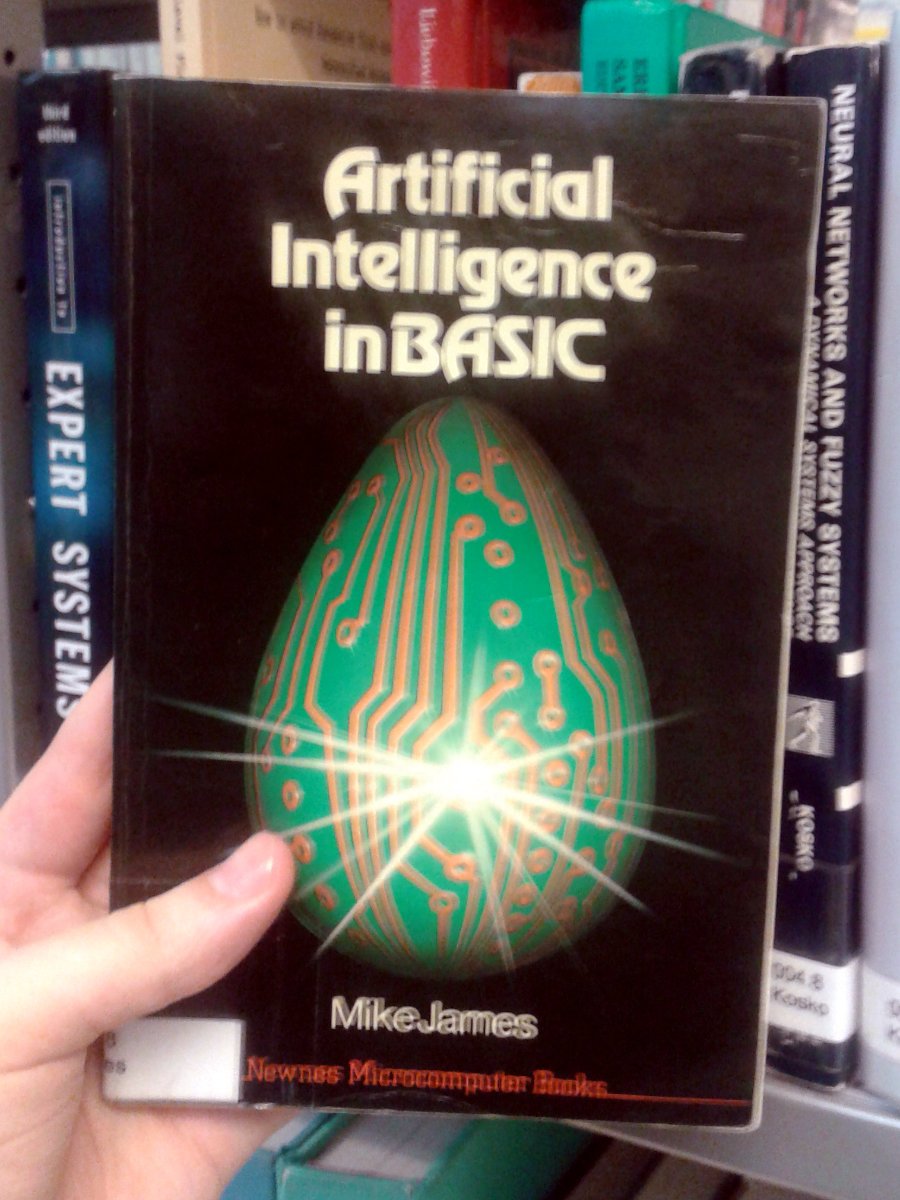 Artificial
Intelligence
in BASIC
Mike James
Newnes Microcomputer Books
third
edition
Introduction to
EXPERT SYSTEMS
NEURAL NETWORKS AND FUZZY SYSTEMS
A DYNAMICAL SYSTEMS APPROACH
KOSKO
004.8
Kosko